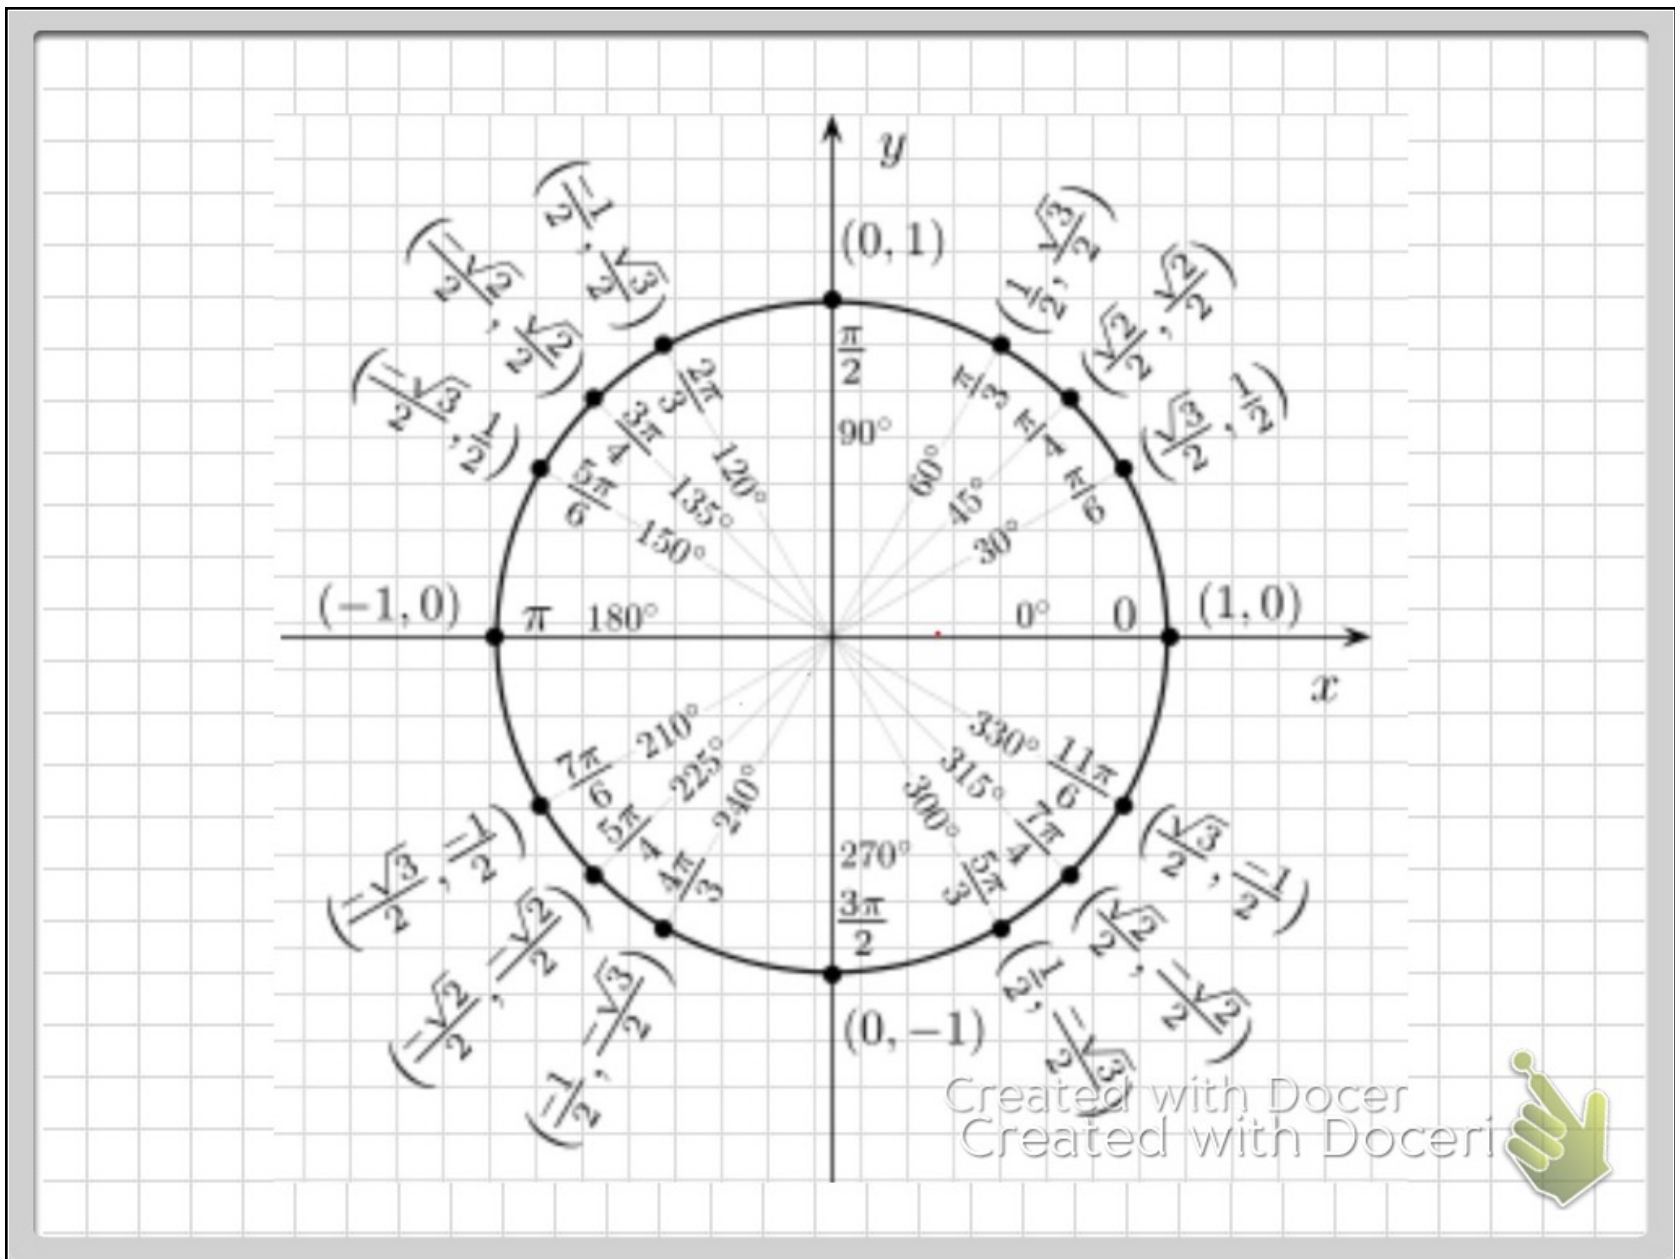 y
(0, 1)
(-1/2, √3/2)
(1/2, √3/2)
(-√2/2, √2/2)
(√2/2, √2/2)
(-√3/2, 1/2)
(√3/2, 1/2)
π/2
90°
2π/3
120°
π/3
60°
3π/4
135°
π/4
45°
5π/6
150°
π/6
30°
(-1, 0) π 180° 0° 0 (1, 0)
x
7π/6
210°
330°
11π/6
5π/4
225°
315°
7π/4
4π/3
240°
300°
5π/3
270°
3π/2
(-√3/2, -1/2)
(√3/2, -1/2)
(-√2/2, -√2/2)
(√2/2, -√2/2)
(-1/2, -√3/2)
(1/2, -√3/2)
(0, -1)
Created with Docer
Created with Doceri